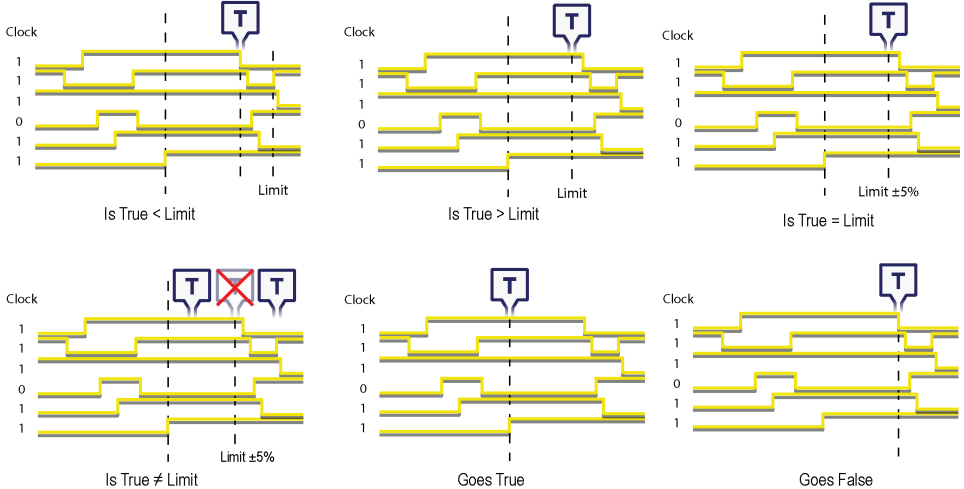 T
Clock
1
1
1
0
1
1
Limit
Is True < Limit
T
Clock
1
1
1
0
1
1
Limit
Is True > Limit
T
Clock
1
1
1
0
1
1
Limit ±5%
Is True = Limit
T
T
T
Clock
1
1
1
0
1
1
Limit ±5%
Is True ≠ Limit
T
Clock
1
1
1
0
1
1
Goes True
T
Clock
1
1
1
0
1
1
Goes False